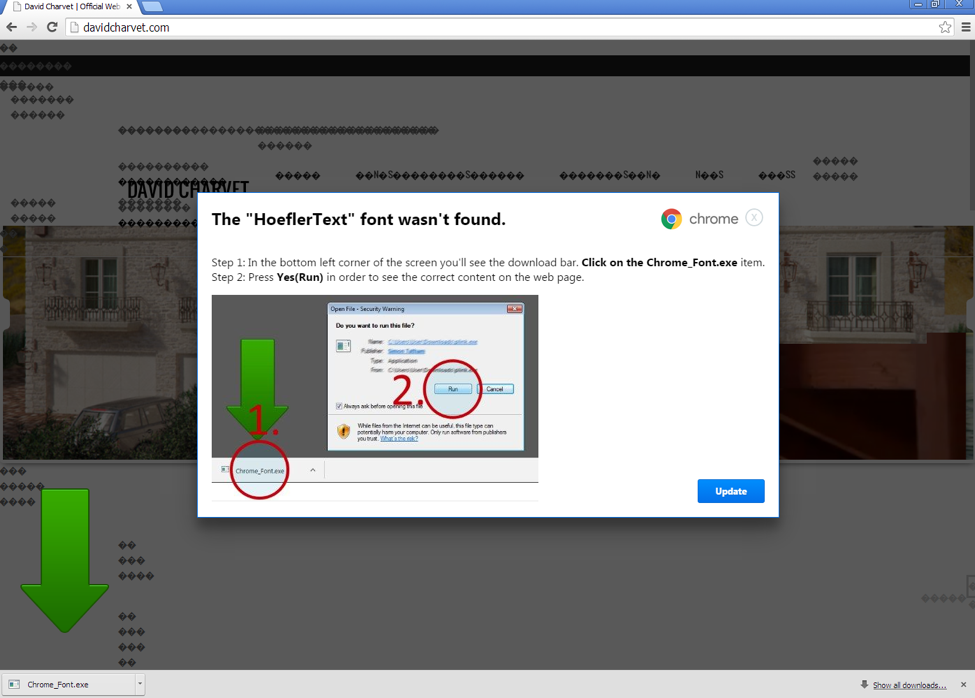 David Charvet | Official Web
davidcharvet.com
DAVID CHARVET
The "HoeflerText" font wasn't found.
chrome
X
Step 1: In the bottom left corner of the screen you'll see the download bar. Click on the Chrome_Font.exe item.
Step 2: Press Yes(Run) in order to see the correct content on the web page.
Open File - Security Warning
Do you want to run this file?
Name:
Publisher: Simon Tatham
Type: Application
From:
Run
Cancel
2.
Always ask before opening this file
1.
While files from the Internet can be useful, this file type can
potentially harm your computer. Only run software from publishers
you trust. What's the risk?
Chrome_Font.exe
Update
Chrome_Font.exe
Show all downloads...